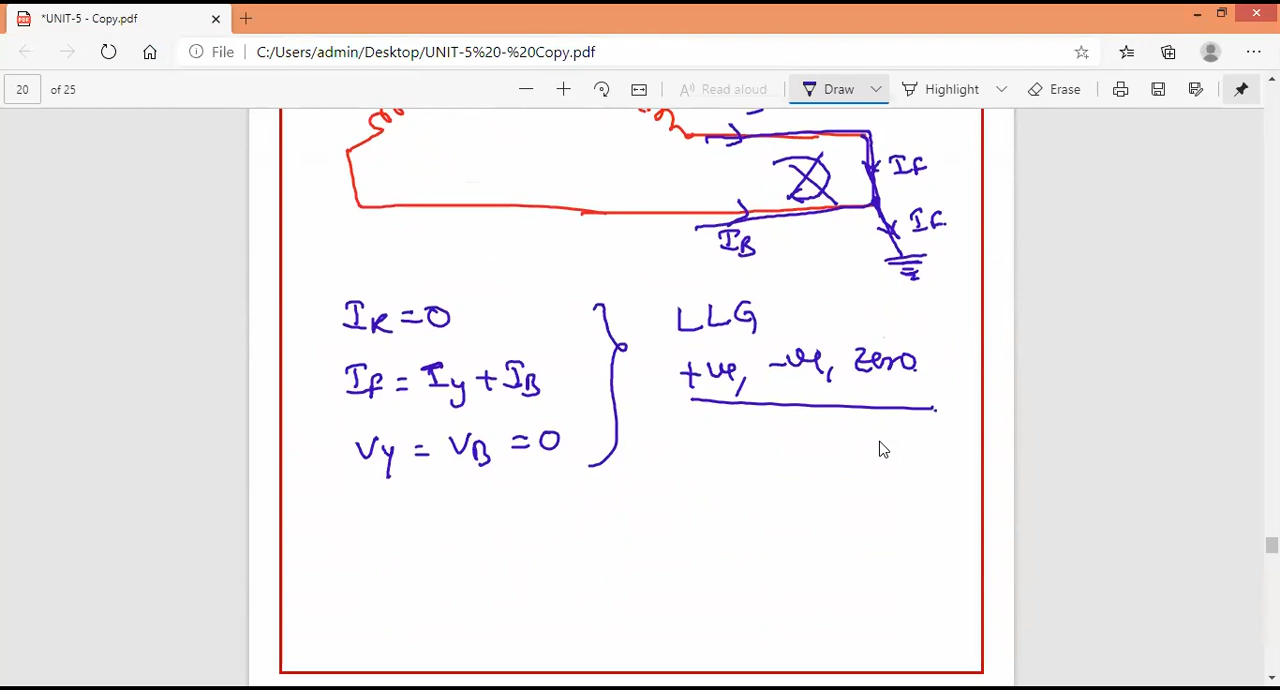 *UNIT-5 - Copy.pdf
File C:/Users/admin/Desktop/UNIT-5%20-%20Copy.pdf
20 of 25
Read aloud Draw Highlight Erase
If
If
IB
IR = 0
If = Iy + IB
Vy = VB = 0
LLG
+ve, -ve, zero.